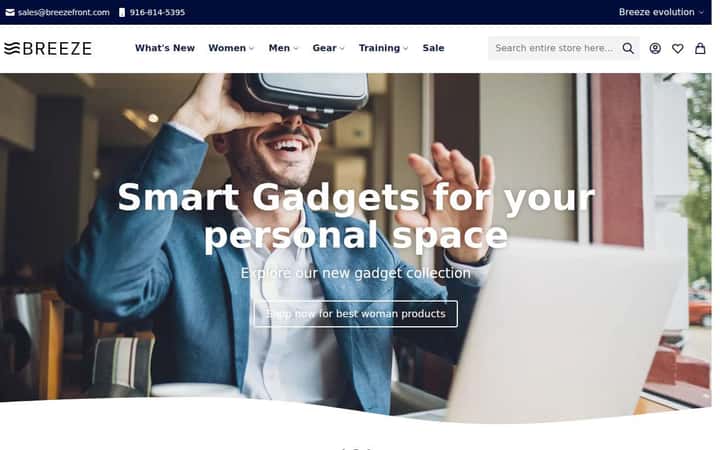 sales@breezefront.com 916-814-5395 Breeze evolution
BREEZE What's New Women Men Gear Training Sale Search entire store here...
Smart Gadgets for your
personal space
Explore our new gadget collection
Shop now for best woman products